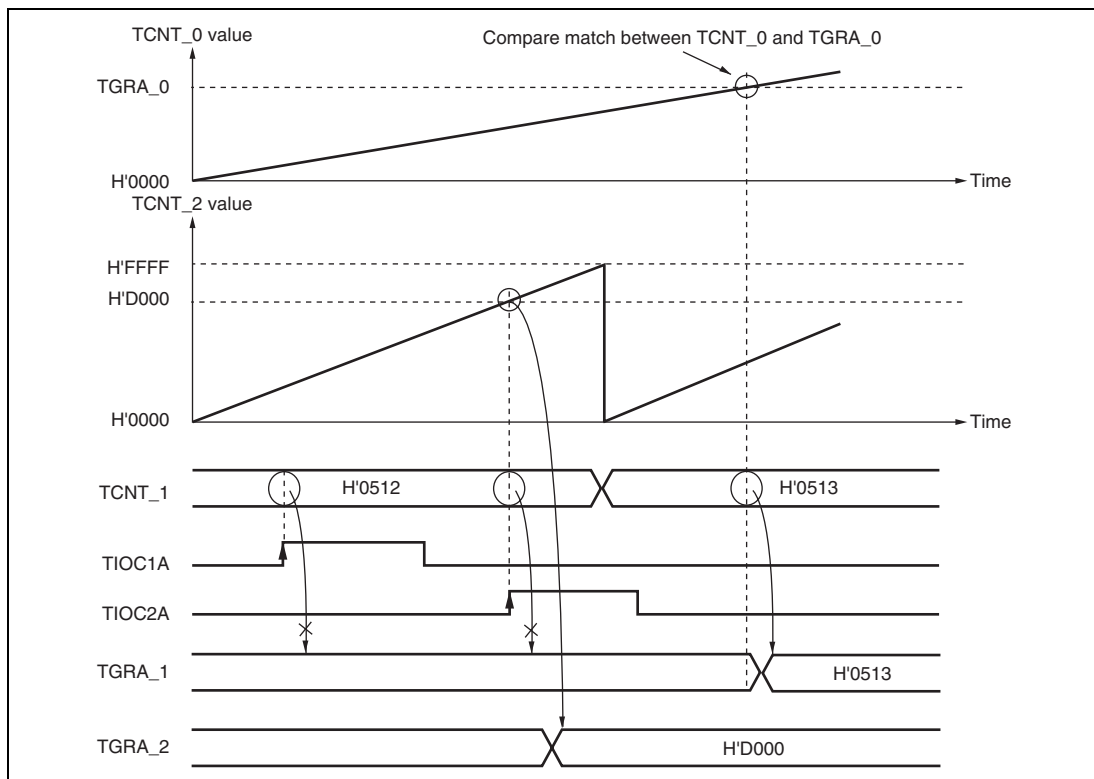 TCNT_0 value
Compare match between TCNT_0 and TGRA_0
TGRA_0
H'0000
Time
TCNT_2 value
H'FFFF
H'D000
H'0000
Time
TCNT_1
H'0512
H'0513
TIOC1A
TIOC2A
TGRA_1
H'0513
TGRA_2
H'D000